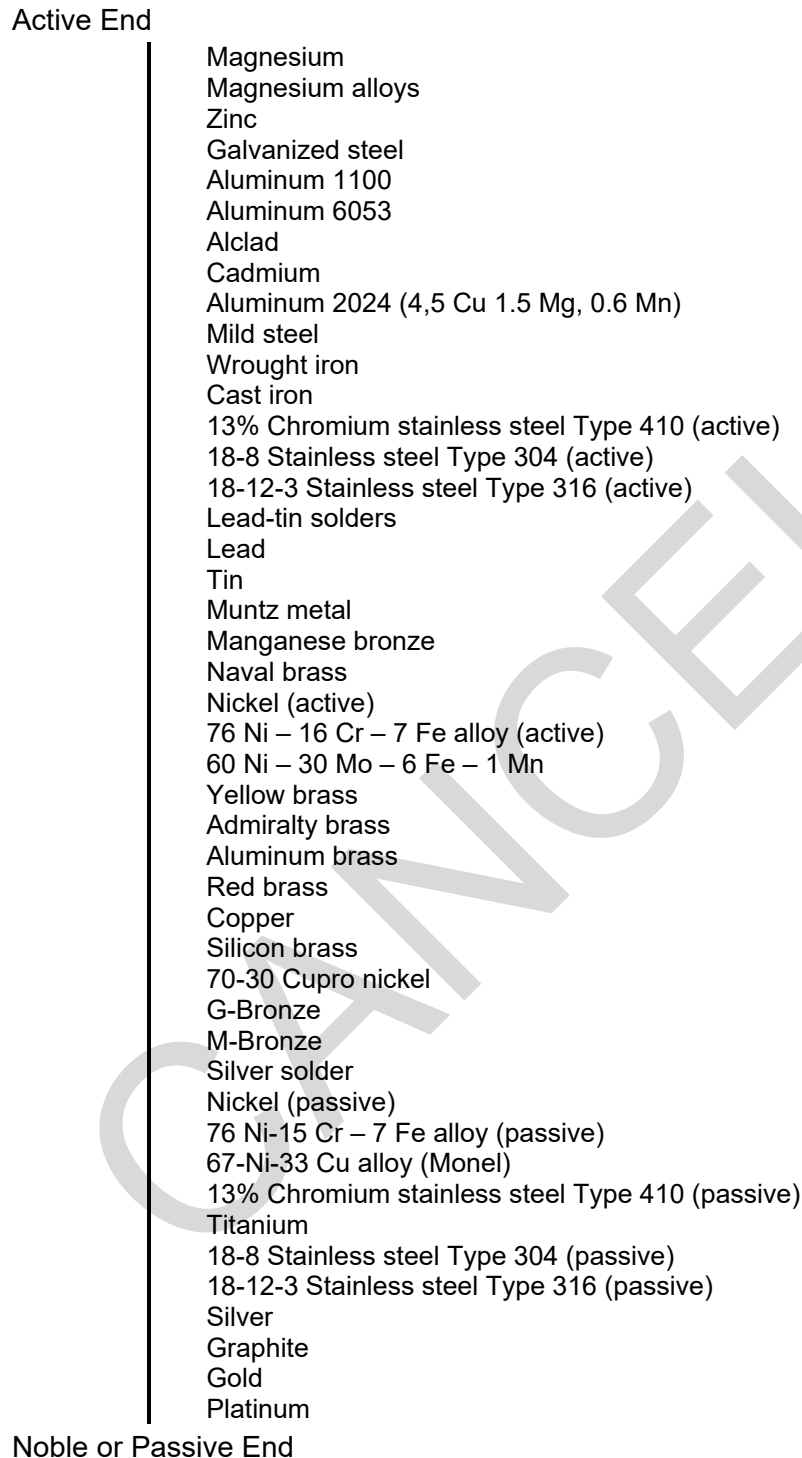 Active End
Magnesium
Magnesium alloys
Zinc
Galvanized steel
Aluminum 1100
Aluminum 6053
Alclad
Cadmium
Aluminum 2024 (4,5 Cu 1.5 Mg, 0.6 Mn)
Mild steel
Wrought iron
Cast iron
13% Chromium stainless steel Type 410 (active)
18-8 Stainless steel Type 304 (active)
18-12-3 Stainless steel Type 316 (active)
Lead-tin solders
Lead
Tin
Muntz metal
Manganese bronze
Naval brass
Nickel (active)
76 Ni – 16 Cr – 7 Fe alloy (active)
60 Ni – 30 Mo – 6 Fe – 1 Mn
Yellow brass
Admiralty brass
Aluminum brass
Red brass
Copper
Silicon brass
70-30 Cupro nickel
G-Bronze
M-Bronze
Silver solder
Nickel (passive)
76 Ni-15 Cr – 7 Fe alloy (passive)
67-Ni-33 Cu alloy (Monel)
13% Chromium stainless steel Type 410 (passive)
Titanium
18-8 Stainless steel Type 304 (passive)
18-12-3 Stainless steel Type 316 (passive)
Silver
Graphite
Gold
Platinum
Noble or Passive End